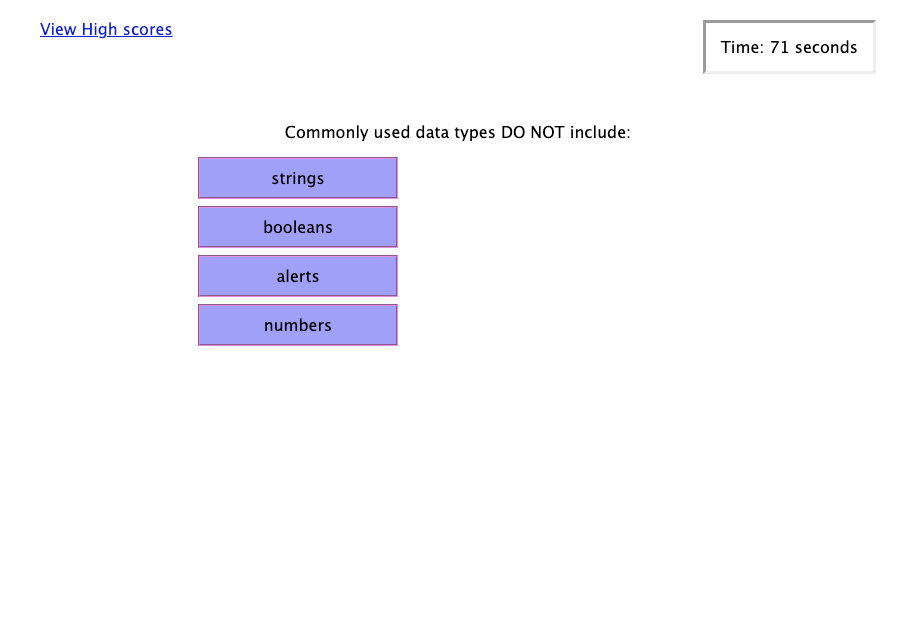 View High scores
Time: 71 seconds
Commonly used data types DO NOT include:
strings
booleans
alerts
numbers